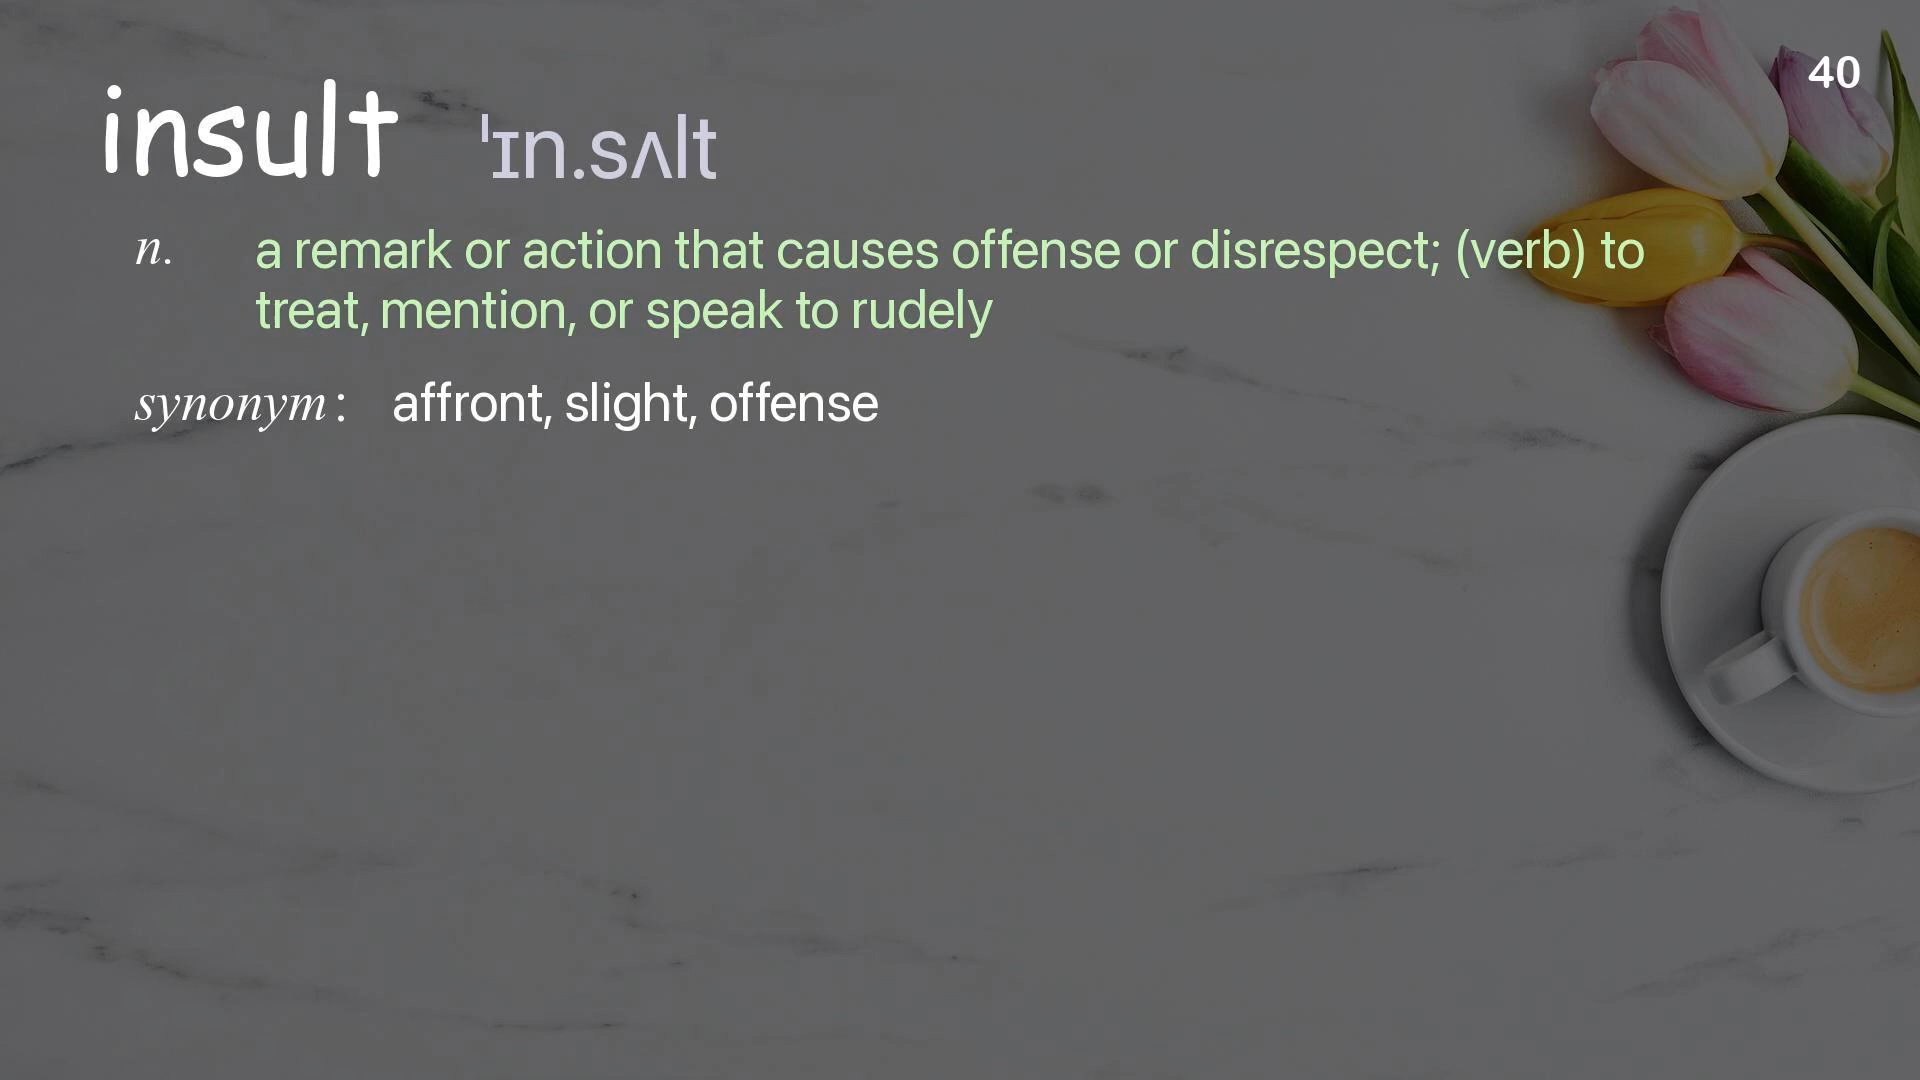 40
insult ˈɪn.sʌlt
n. a remark or action that causes offense or disrespect; (verb) to
treat, mention, or speak to rudely
synonym: affront, slight, offense